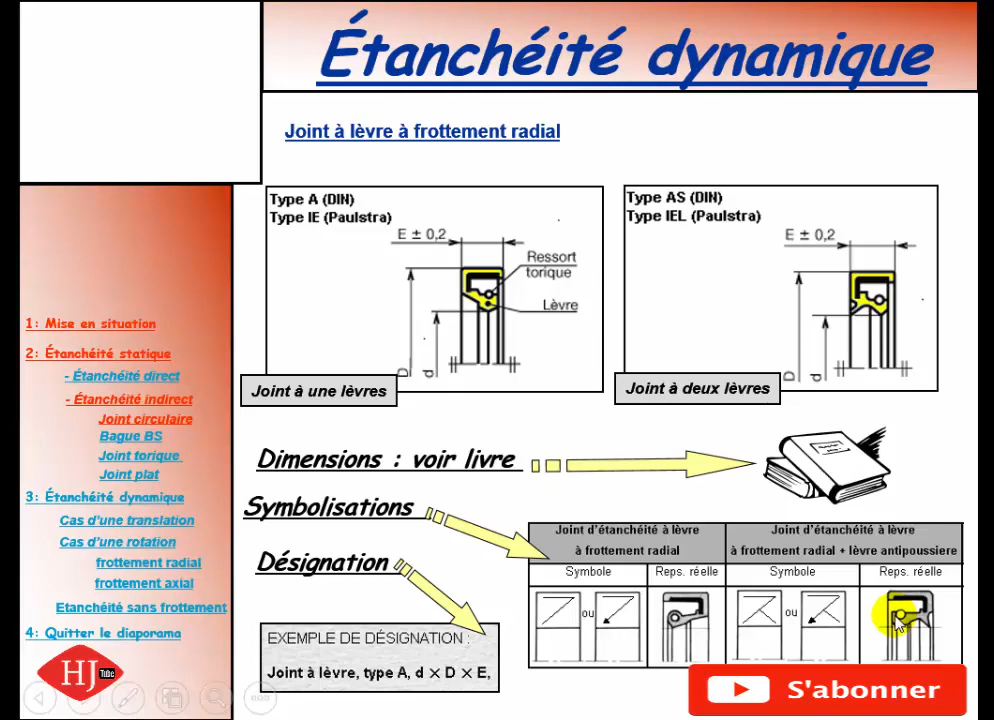 Étanchéité dynamique
Joint à lèvre à frottement radial
Type A (DIN)
Type IE (Paulstra)
E ± 0,2
Ressort
torique
Lèvre
D
d
Joint à une lèvres
Type AS (DIN)
Type IEL (Paulstra)
E ± 0,2
D
d
Joint à deux lèvres
1: Mise en situation
2: Étanchéité statique
- Étanchéité direct
- Étanchéité indirect
Joint circulaire
Bague BS
Joint torique
Joint plat
3: Étanchéité dynamique
Cas d'une translation
Cas d'une rotation
frottement radial
frottement axial
Etanchéité sans frottement
4: Quitter le diaporama
HJ Tube
Dimensions : voir livre
Symbolisations
Désignation
Joint d'étanchéité à lèvre
à frottement radial
Joint d'étanchéité à lèvre
à frottement radial + lèvre antipoussiere
Symbole
Reps. réelle
Symbole
Reps. réelle
ou
ou
EXEMPLE DE DÉSIGNATION :
Joint à lèvre, type A, d × D × E,
S'abonner